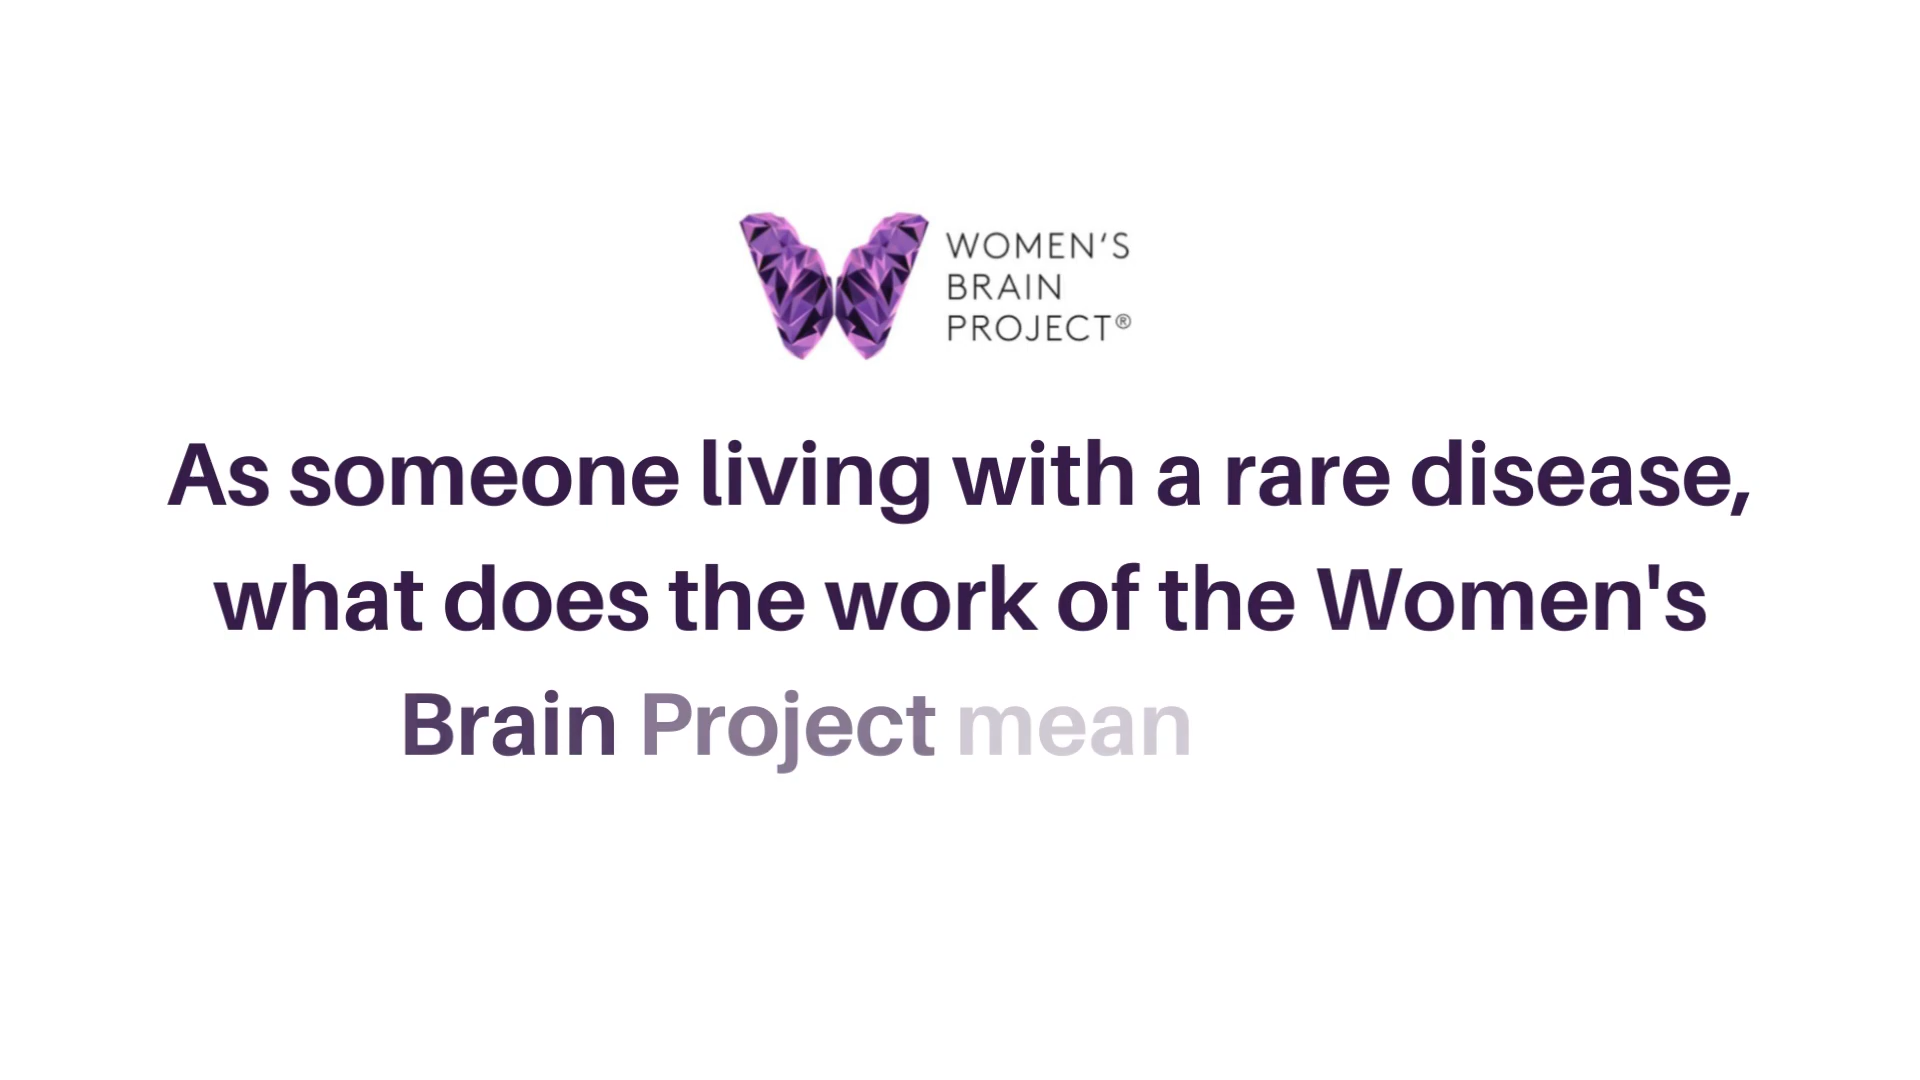 WOMEN‘S
BRAIN
PROJECT®
As someone living with a rare disease,
what does the work of the Women's
Brain Project mean